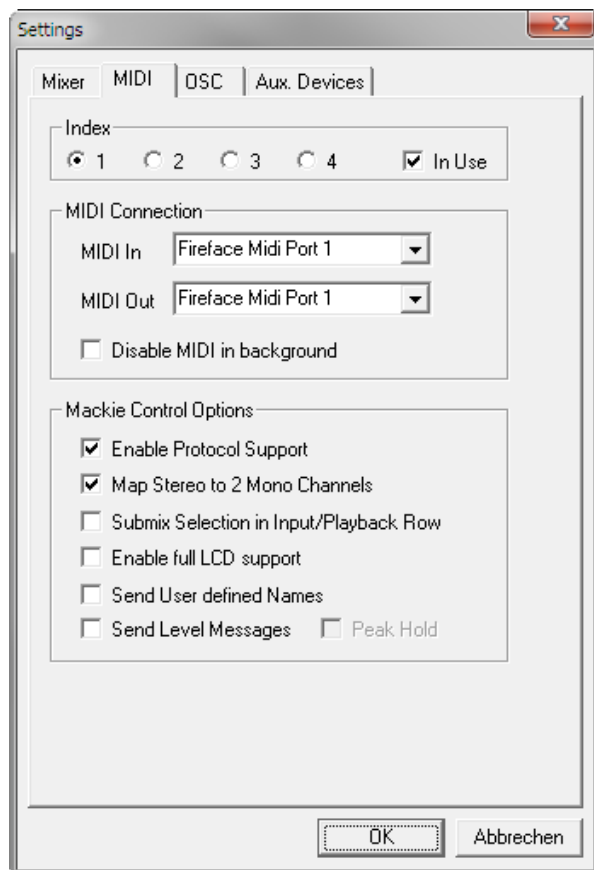 Settings
Mixer MIDI OSC Aux. Devices
Index
1 2 3 4 In Use
MIDI Connection
MIDI In Fireface Midi Port 1
MIDI Out Fireface Midi Port 1
Disable MIDI in background
Mackie Control Options
Enable Protocol Support
Map Stereo to 2 Mono Channels
Submix Selection in Input/Playback Row
Enable full LCD support
Send User defined Names
Send Level Messages Peak Hold
OK Abbrechen